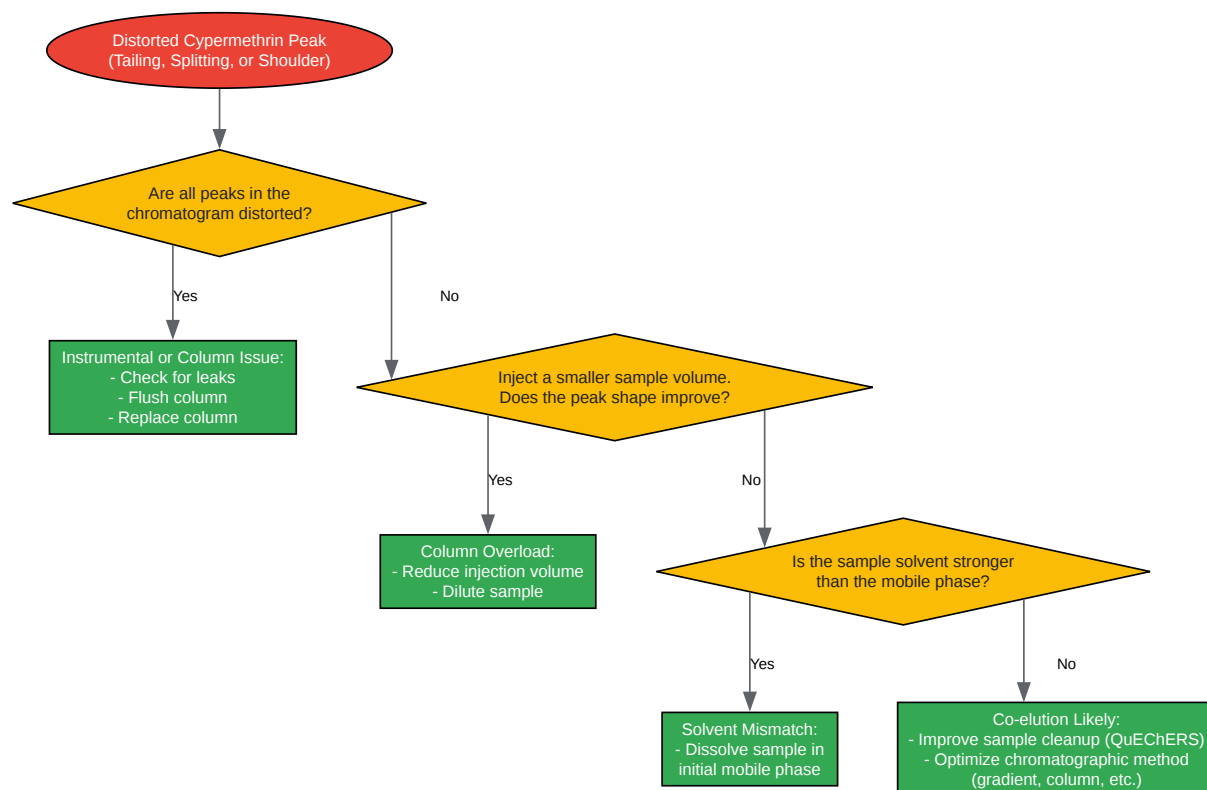 Distorted Cypermethrin Peak
(Tailing, Splitting, or Shoulder)
Are all peaks in the
chromatogram distorted?
Yes
No
Instrumental or Column Issue:
- Check for leaks
- Flush column
- Replace column
Inject a smaller sample volume.
Does the peak shape improve?
Yes
No
Column Overload:
- Reduce injection volume
- Dilute sample
Is the sample solvent stronger
than the mobile phase?
Yes
No
Solvent Mismatch:
- Dissolve sample in
initial mobile phase
Co-elution Likely:
- Improve sample cleanup (QuEChERS)
- Optimize chromatographic method
(gradient, column, etc.)